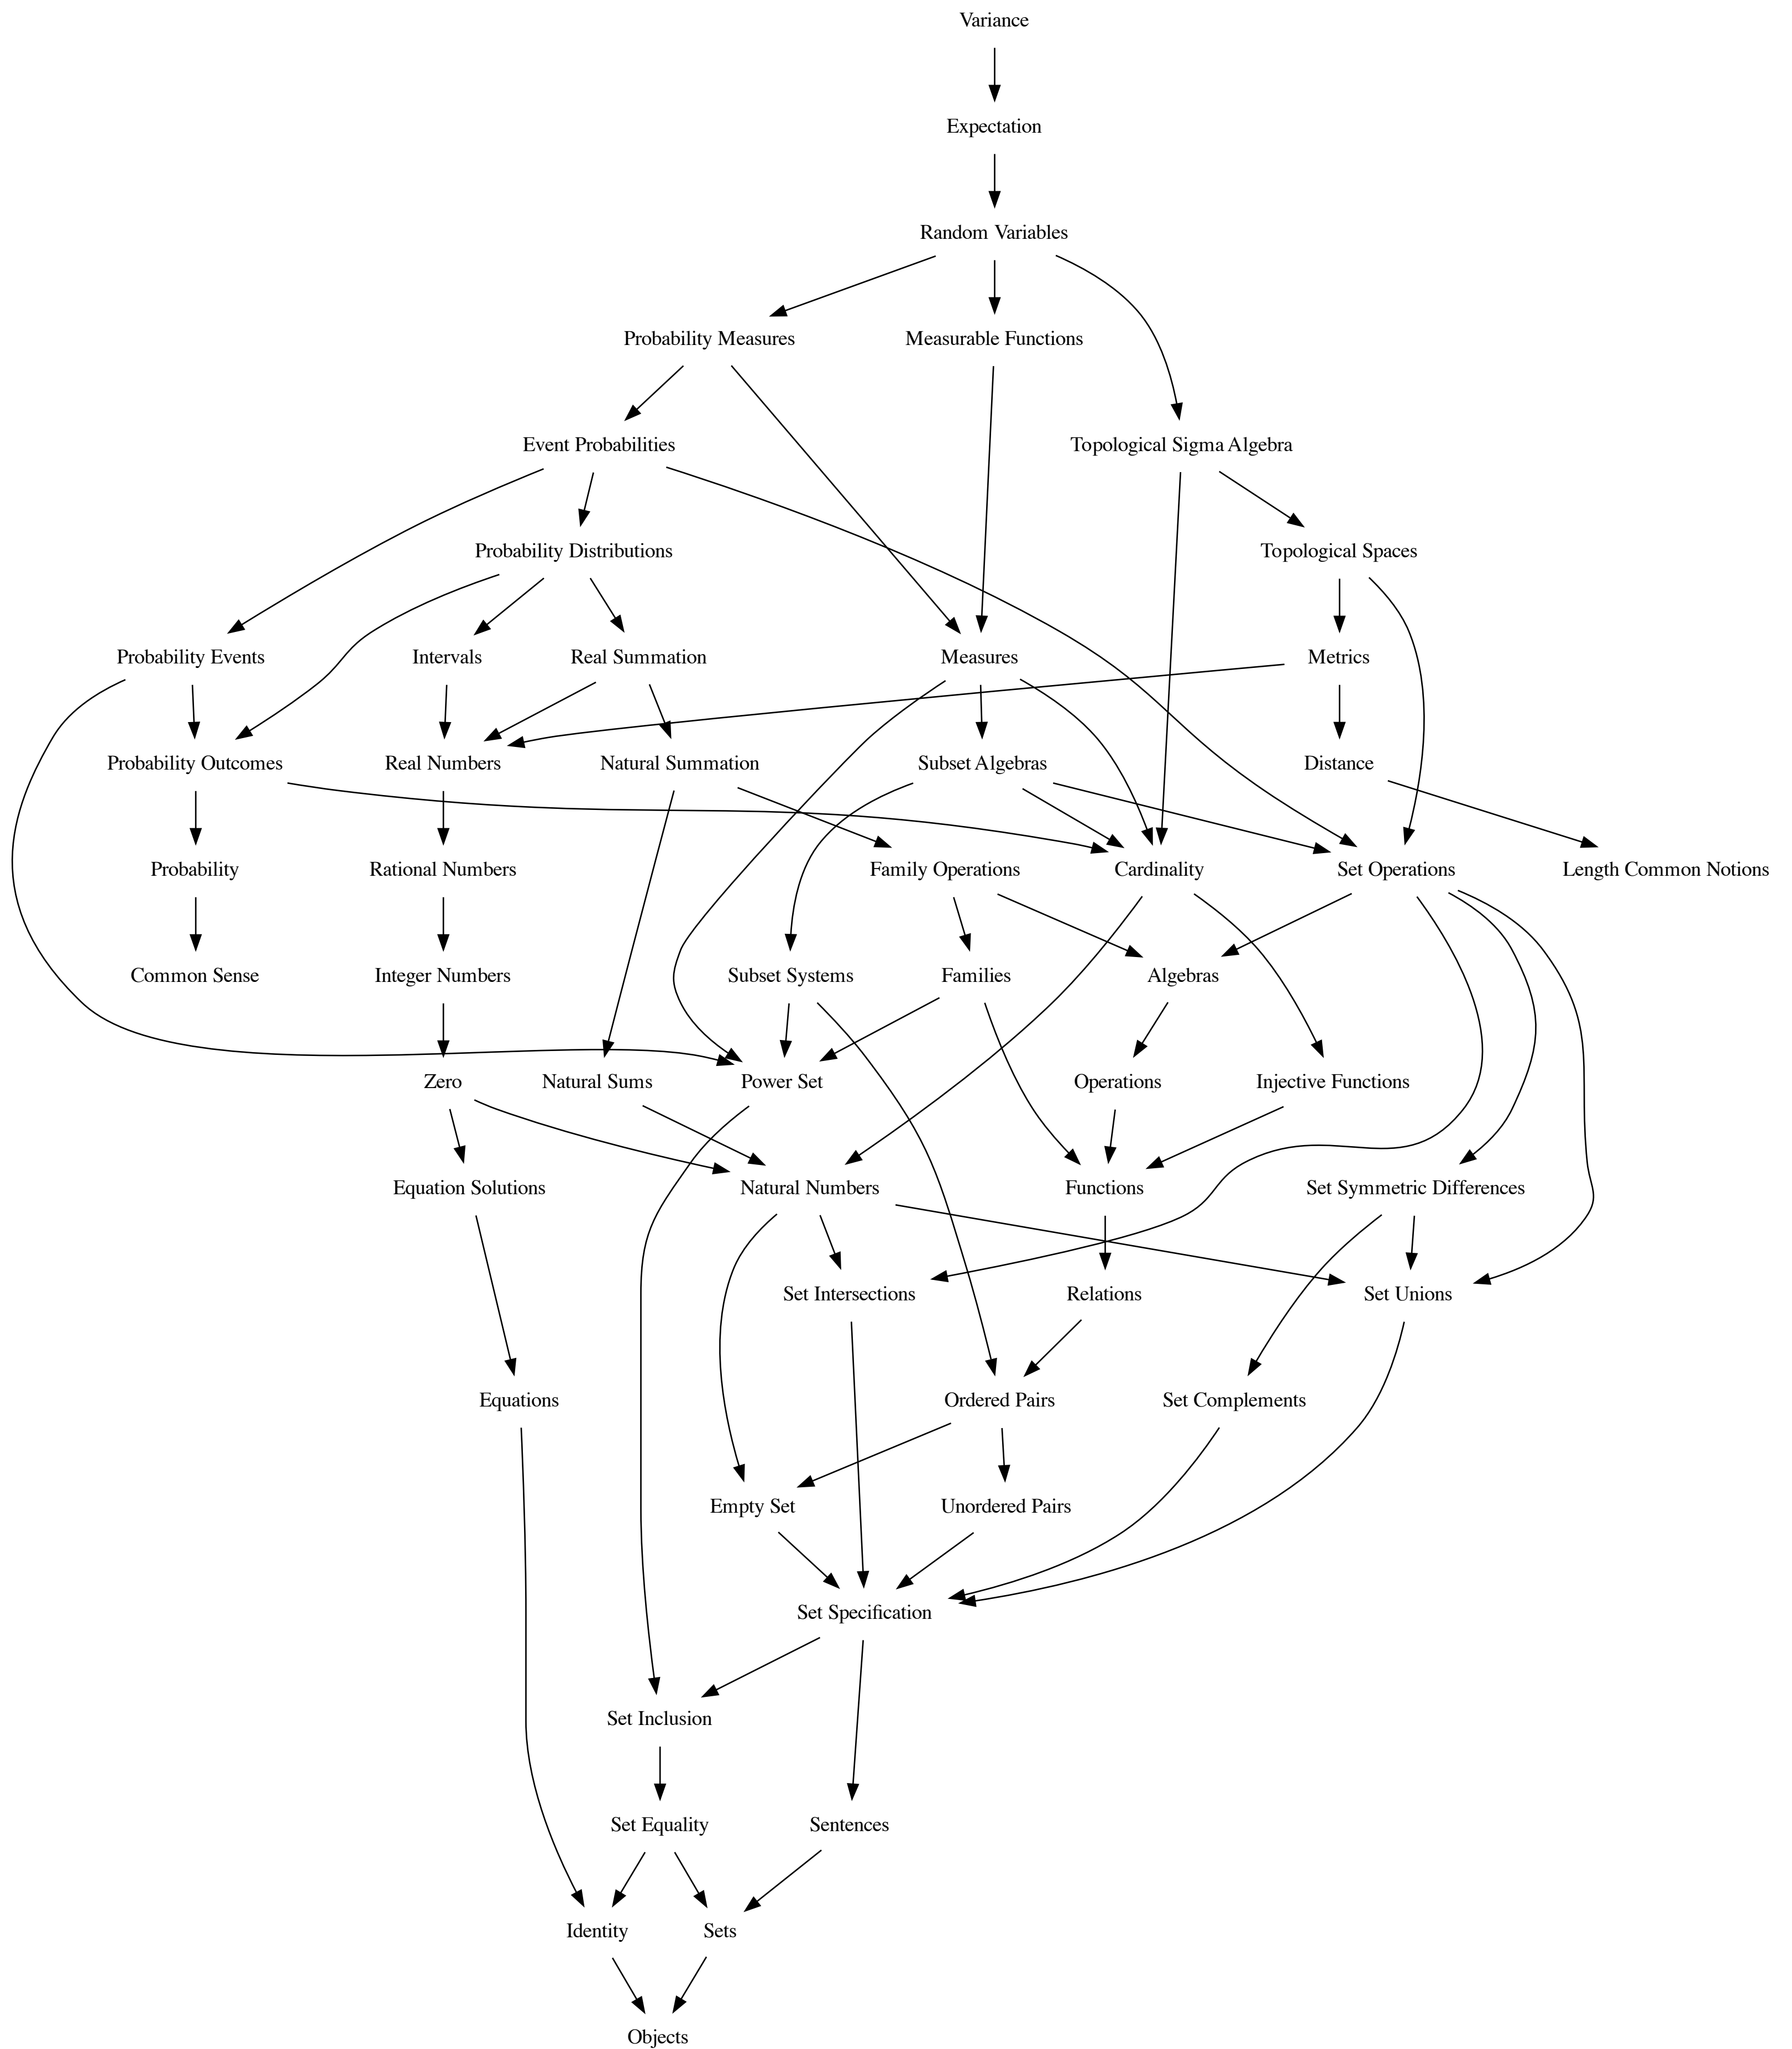 Variance
Expectation
Random Variables
Probability Measures
Measurable Functions
Event Probabilities
Topological Sigma Algebra
Probability Distributions
Topological Spaces
Probability Events
Intervals
Real Summation
Measures
Metrics
Probability Outcomes
Real Numbers
Natural Summation
Subset Algebras
Distance
Probability
Rational Numbers
Family Operations
Cardinality
Set Operations
Length Common Notions
Common Sense
Integer Numbers
Subset Systems
Families
Algebras
Zero
Natural Sums
Power Set
Operations
Injective Functions
Equation Solutions
Natural Numbers
Functions
Set Symmetric Differences
Set Intersections
Relations
Set Unions
Equations
Ordered Pairs
Set Complements
Empty Set
Unordered Pairs
Set Specification
Set Inclusion
Set Equality
Sentences
Identity
Sets
Objects